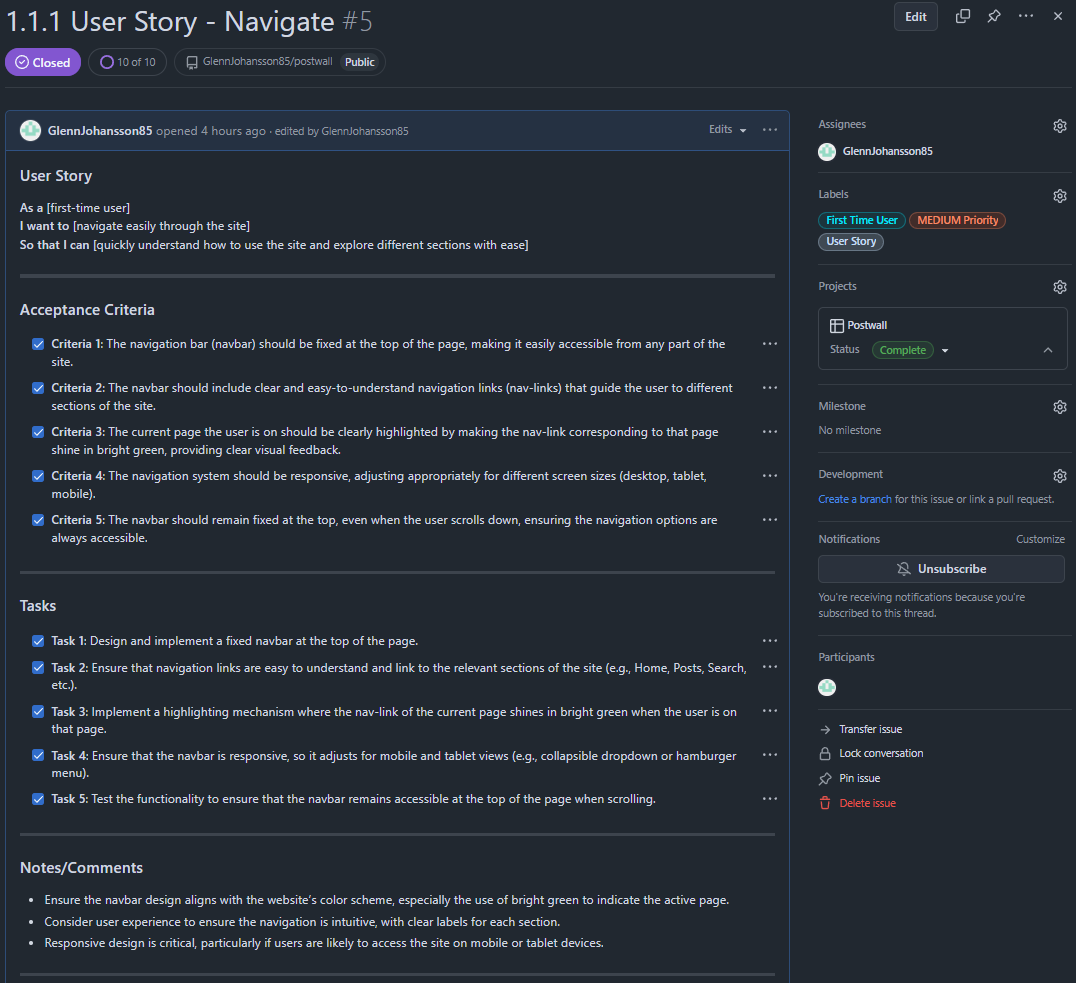 1.1.1 User Story - Navigate #5
Edit
Closed
10 of 10
GlennJohansson85/postwall
Public
GlennJohansson85 opened 4 hours ago · edited by GlennJohansson85
Edits
User Story
As a [first-time user]
I want to [navigate easily through the site]
So that I can [quickly understand how to use the site and explore different sections with ease]
Acceptance Criteria
Criteria 1: The navigation bar (navbar) should be fixed at the top of the page, making it easily accessible from any part of the
site.
Criteria 2: The navbar should include clear and easy-to-understand navigation links (nav-links) that guide the user to different
sections of the site.
Criteria 3: The current page the user is on should be clearly highlighted by making the nav-link corresponding to that page
shine in bright green, providing clear visual feedback.
Criteria 4: The navigation system should be responsive, adjusting appropriately for different screen sizes (desktop, tablet,
mobile).
Criteria 5: The navbar should remain fixed at the top, even when the user scrolls down, ensuring the navigation options are
always accessible.
Tasks
Task 1: Design and implement a fixed navbar at the top of the page.
Task 2: Ensure that navigation links are easy to understand and link to the relevant sections of the site (e.g., Home, Posts, Search,
etc.).
Task 3: Implement a highlighting mechanism where the nav-link of the current page shines in bright green when the user is on
that page.
Task 4: Ensure that the navbar is responsive, so it adjusts for mobile and tablet views (e.g., collapsible dropdown or hamburger
menu).
Task 5: Test the functionality to ensure that the navbar remains accessible at the top of the page when scrolling.
Notes/Comments
• Ensure the navbar design aligns with the website's color scheme, especially the use of bright green to indicate the active page.
• Consider user experience to ensure the navigation is intuitive, with clear labels for each section.
• Responsive design is critical, particularly if users are likely to access the site on mobile or tablet devices.
Assignees
GlennJohansson85
Labels
First Time User
MEDIUM Priority
User Story
Projects
Postwall
Status
Complete
Milestone
No milestone
Development
Create a branch for this issue or link a pull request.
Notifications
Customize
Unsubscribe
You're receiving notifications because you're
subscribed to this thread.
Participants
Transfer issue
Lock conversation
Pin issue
Delete issue